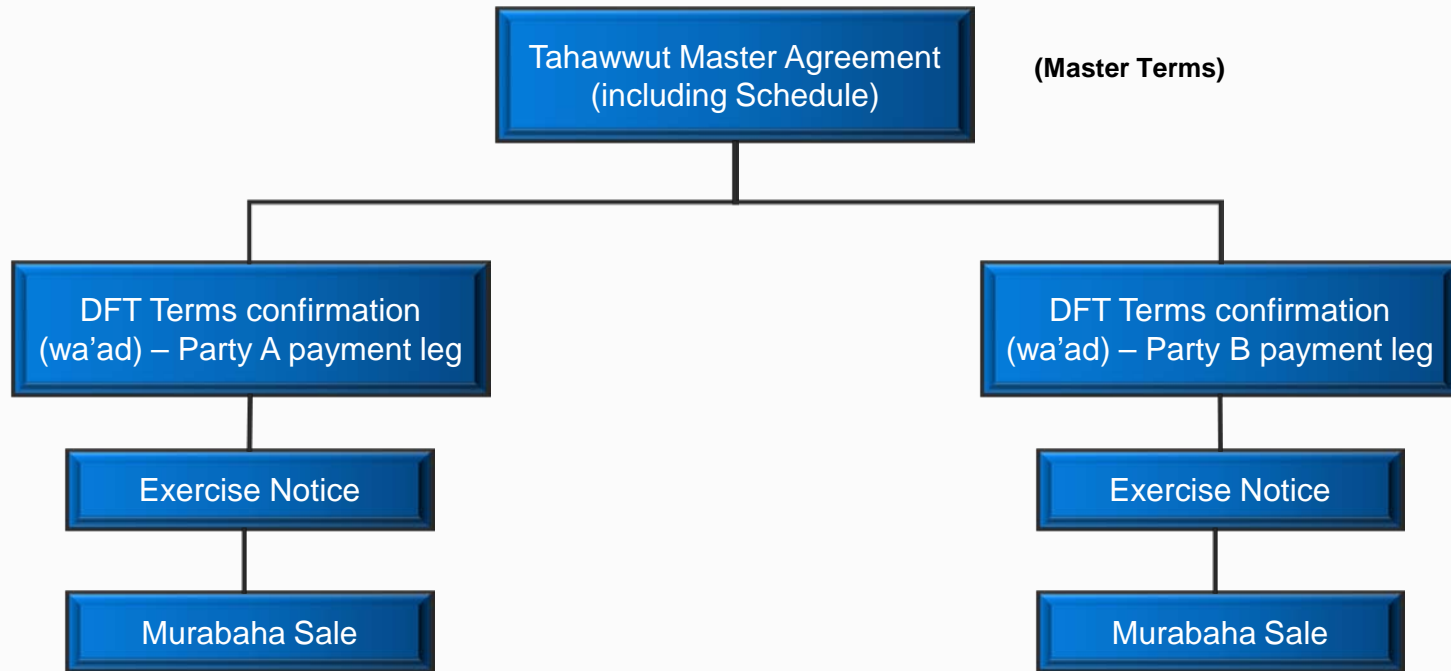 Tahawwut Master Agreement
(including Schedule)
(Master Terms)
DFT Terms confirmation
(wa’ad) – Party A payment leg
DFT Terms confirmation
(wa’ad) – Party B payment leg
Exercise Notice
Exercise Notice
Murabaha Sale
Murabaha Sale